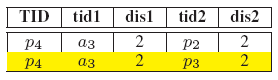 TID tid1 dis1 tid2 dis2
p₄ a₃ 2 p₂ 2
p₄ a₃ 2 p₃ 2